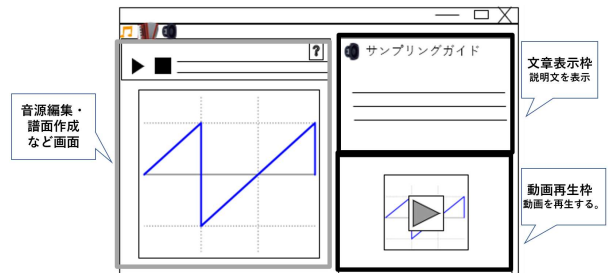 ?
サンプリングガイド
文章表示枠
説明文を表示
音源編集・
譜面作成
など画面
動画再生枠
動画を再生する。